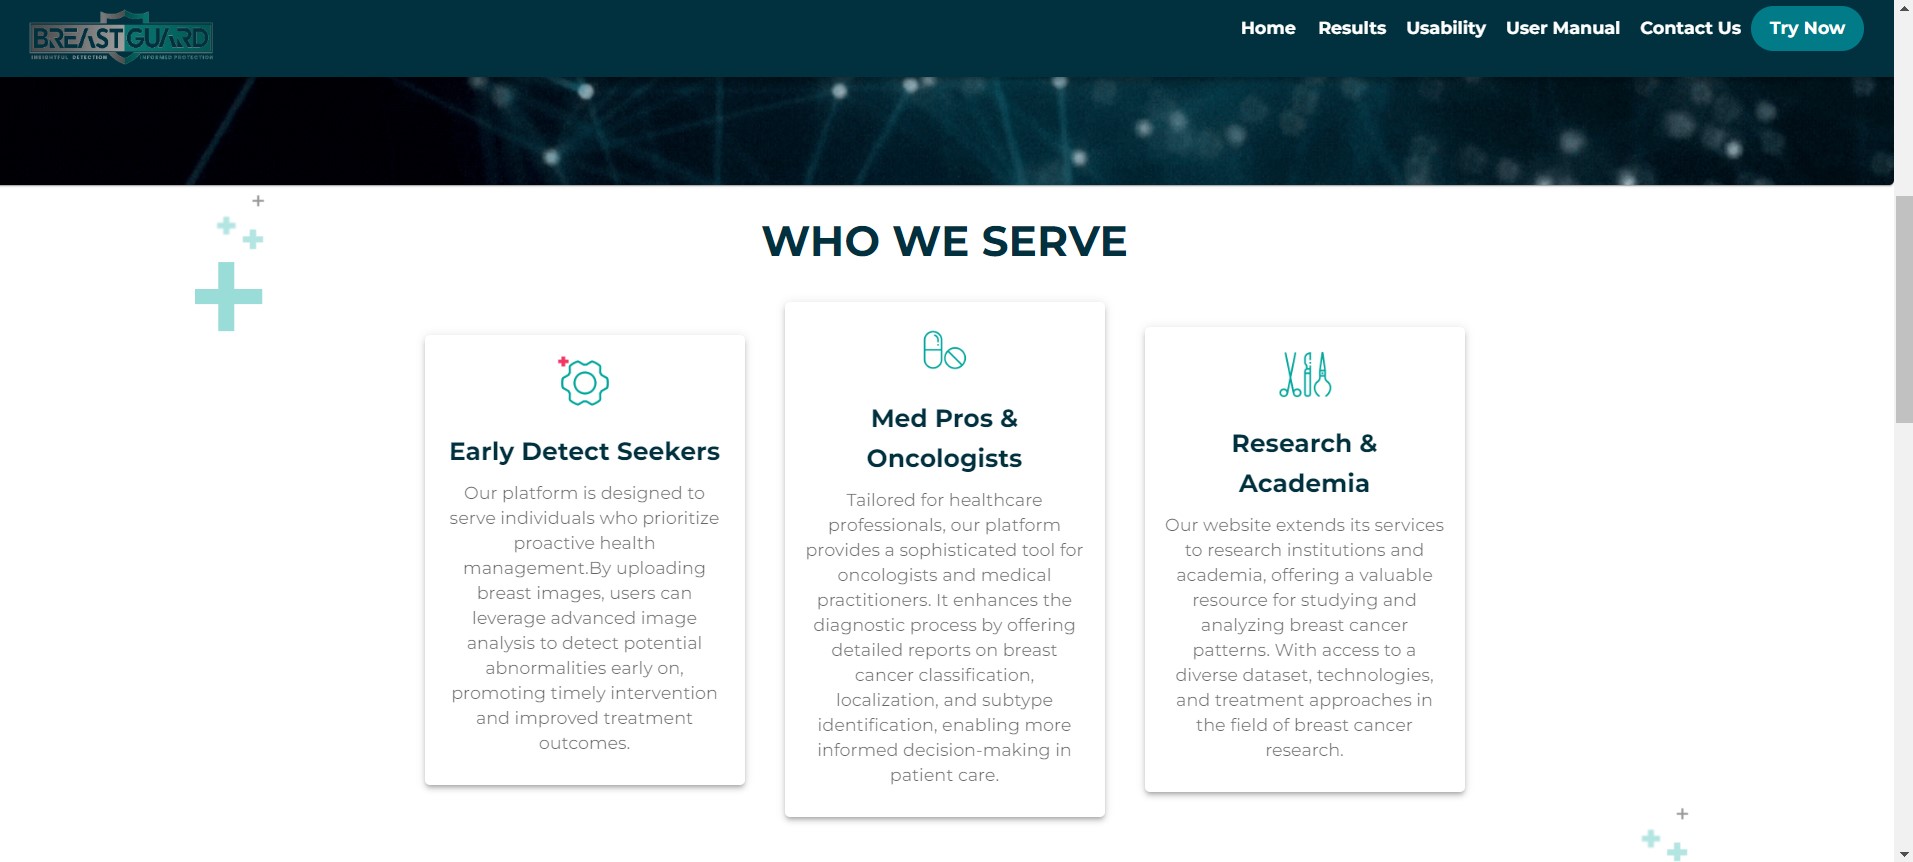 BREAST GUARD
INSIGHTFUL DETECTION INFORMED PROTECTION
Home Results Usability User Manual Contact Us Try Now
WHO WE SERVE
Early Detect Seekers
Our platform is designed to
serve individuals who prioritize
proactive health
management.By uploading
breast images, users can
leverage advanced image
analysis to detect potential
abnormalities early on,
promoting timely intervention
and improved treatment
outcomes.
Med Pros &
Oncologists
Tailored for healthcare
professionals, our platform
provides a sophisticated tool for
oncologists and medical
practitioners. It enhances the
diagnostic process by offering
detailed reports on breast
cancer classification,
localization, and subtype
identification, enabling more
informed decision-making in
patient care.
Research &
Academia
Our website extends its services
to research institutions and
academia, offering a valuable
resource for studying and
analyzing breast cancer
patterns. With access to a
diverse dataset, technologies,
and treatment approaches in
the field of breast cancer
research.